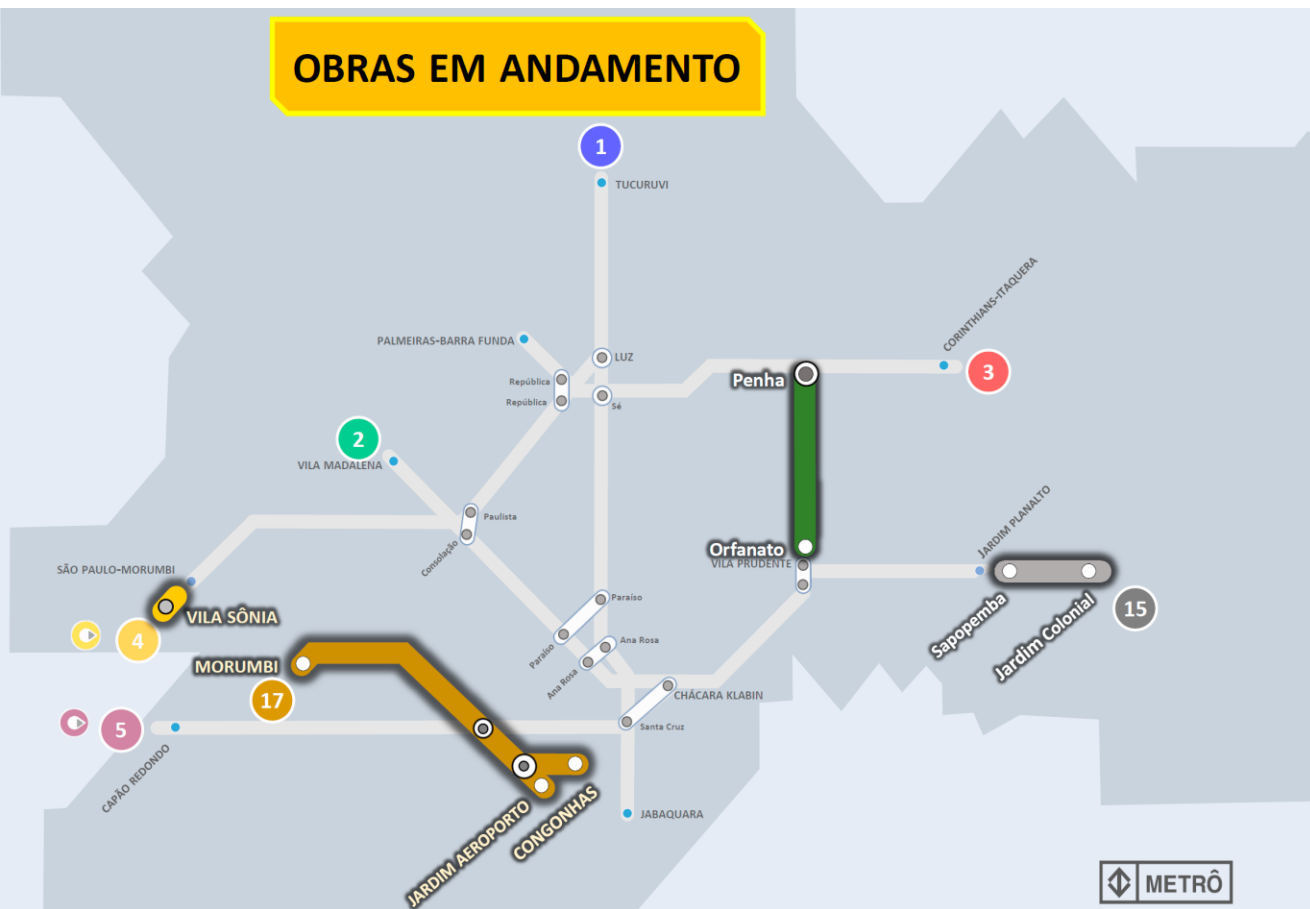 OBRAS EM ANDAMENTO
1
TUCURUVI
CORINTHIANS-ITAQUERA
PALMEIRAS-BARRA FUNDA
LUZ
3
Penha
República
República
Sé
2
VILA MADALENA
Paulista
Consolação
JARDIM PLANALTO
Orfanato
VILA PRUDENTE
SÃO PAULO-MORUMBI
VILA SÔNIA
4
Paraíso
Paraíso
Ana Rosa
Ana Rosa
Sapopemba
Jardim Colonial
15
MORUMBI
17
CHÁCARA KLABIN
Santa Cruz
5
CAPÃO REDONDO
JARDIM AEROPORTO
CONGONHAS
JABAQUARA
METRÔ